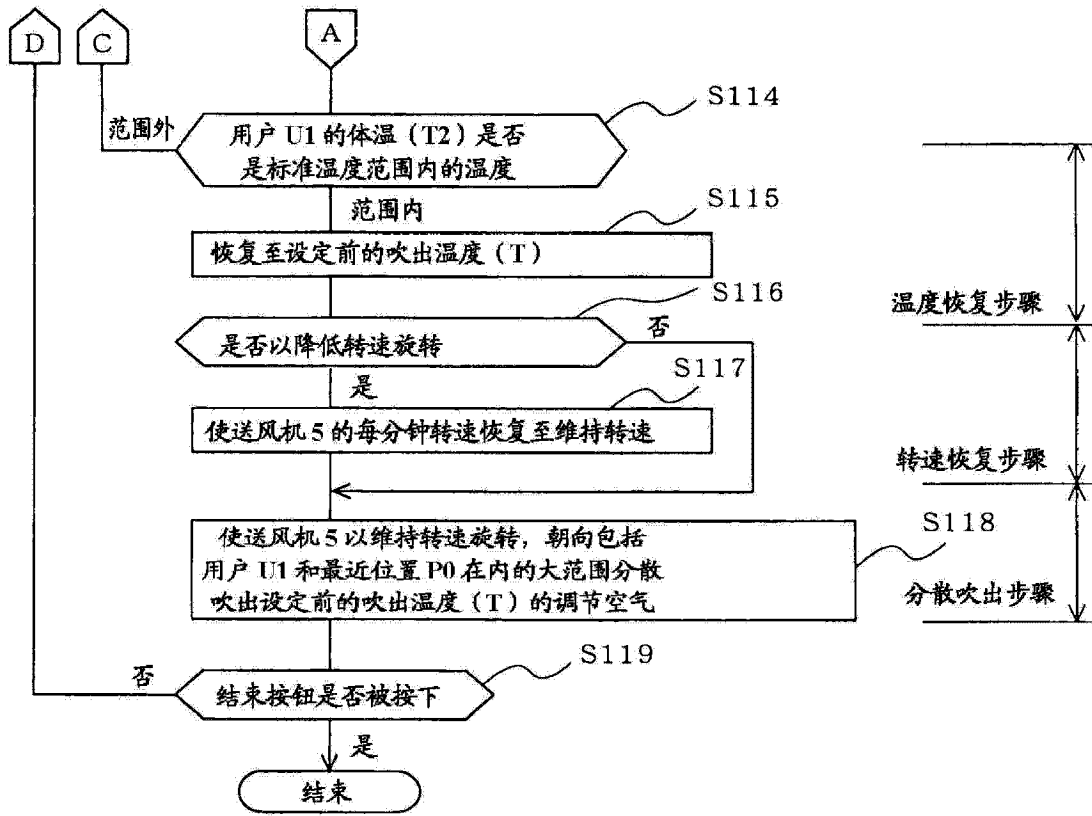 D
C
A
S114
范围外
用户 U1 的体温（T2）是否
是标准温度范围内的温度
范围内
S115
恢复至设定前的吹出温度（T）
S116
温度恢复步骤
是否以降低转速旋转
否
是
S117
使送风机 5 的每分钟转速恢复至维持转速
转速恢复步骤
S118
使送风机 5 以维持转速旋转，朝向包括
用户 U1 和最近位置 P0 在内的大范围分散
吹出设定前的吹出温度（T）的调节空气
分散吹出步骤
S119
否
结束按钮是否被按下
是
结束